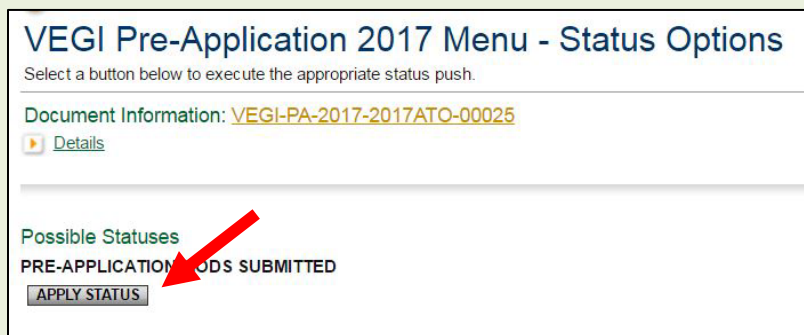 VEGI Pre-Application 2017 Menu - Status Options
Select a button below to execute the appropriate status push.
Document Information: VEGI-PA-2017-2017ATO-00025
Details
Possible Statuses
PRE-APPLICATION SUBMITTED
APPLY STATUS